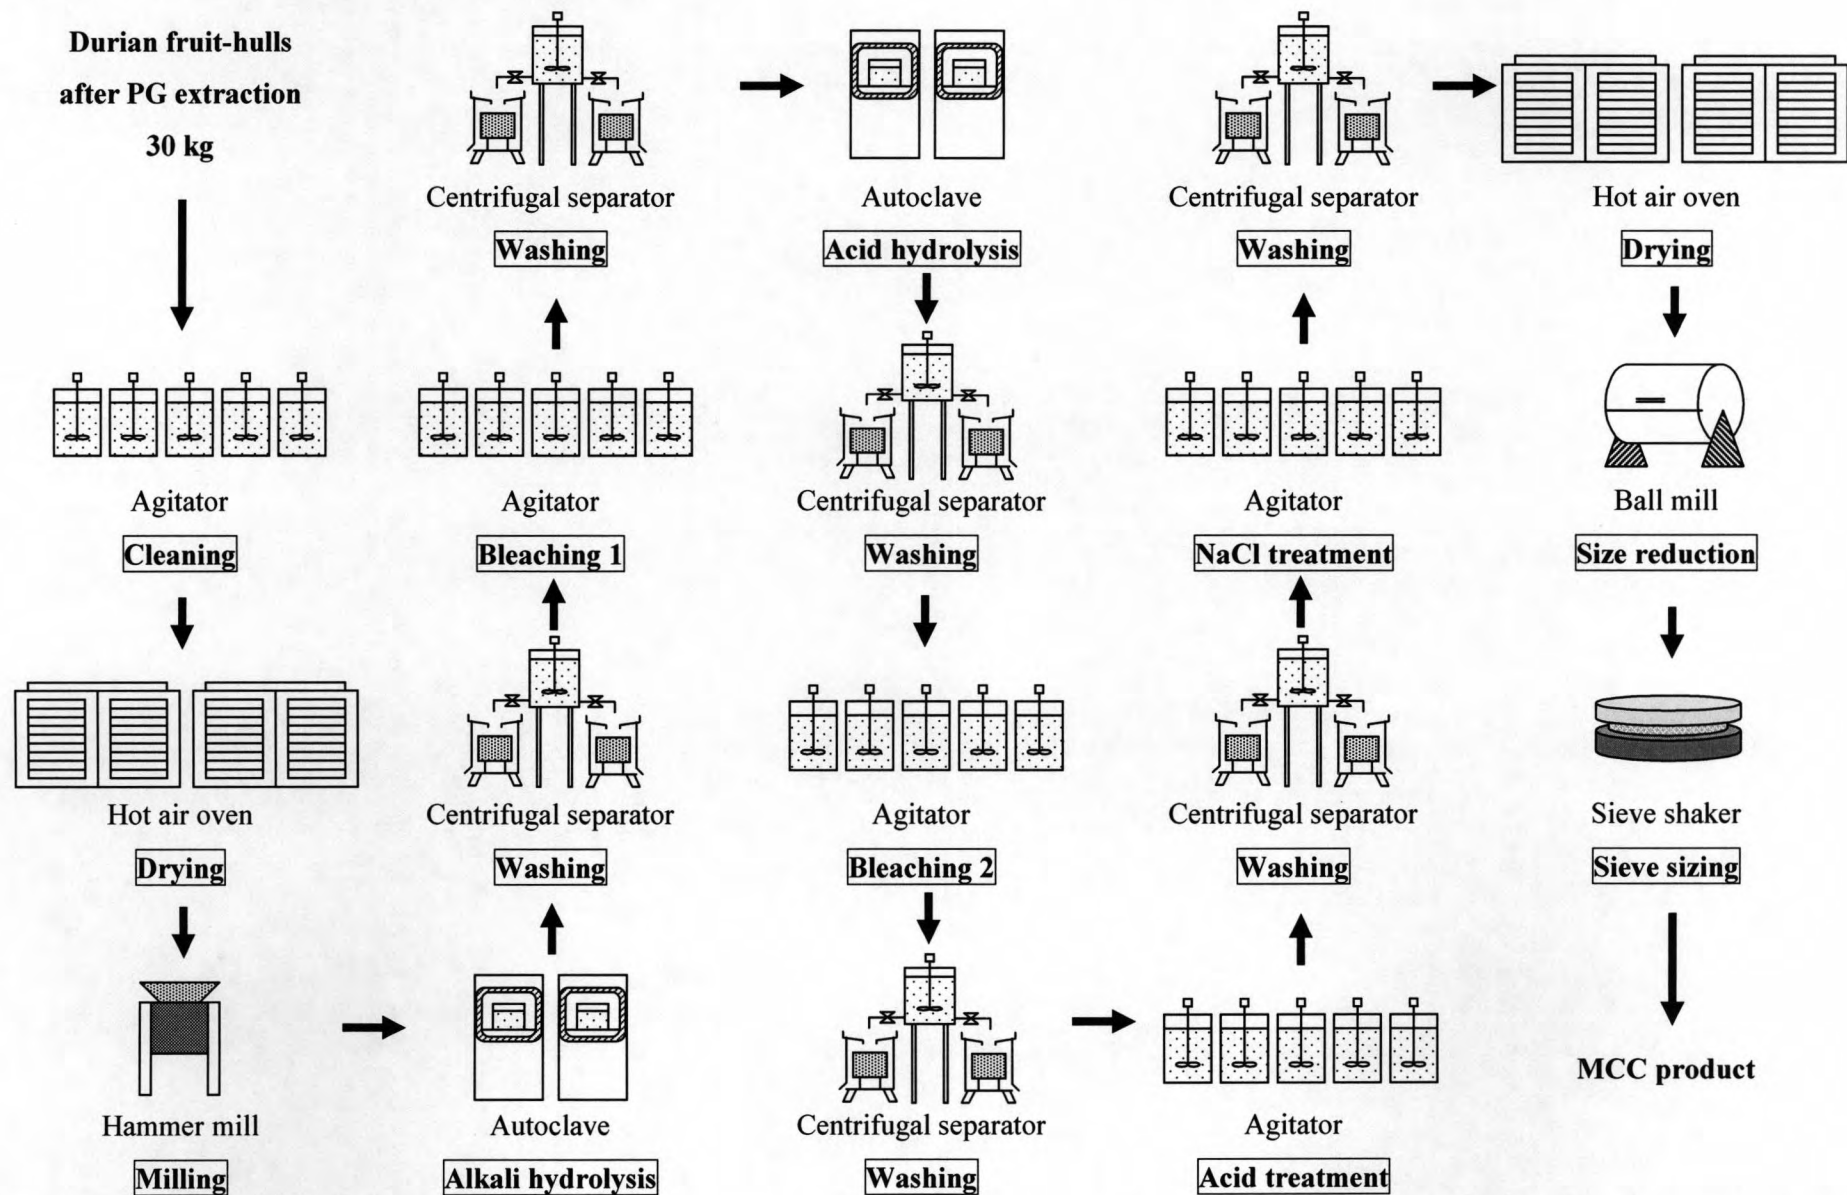 Durian fruit-hulls
after PG extraction
30 kg
Agitator
Cleaning
Hot air oven
Drying
Hammer mill
Milling
Autoclave
Alkali hydrolysis
Centrifugal separator
Washing
Agitator
Bleaching 1
Centrifugal separator
Washing
Autoclave
Acid hydrolysis
Centrifugal separator
Washing
Agitator
Bleaching 2
Centrifugal separator
Washing
Agitator
Acid treatment
Centrifugal separator
Washing
Agitator
NaCl treatment
Centrifugal separator
Washing
Hot air oven
Drying
Ball mill
Size reduction
Sieve shaker
Sieve sizing
MCC product